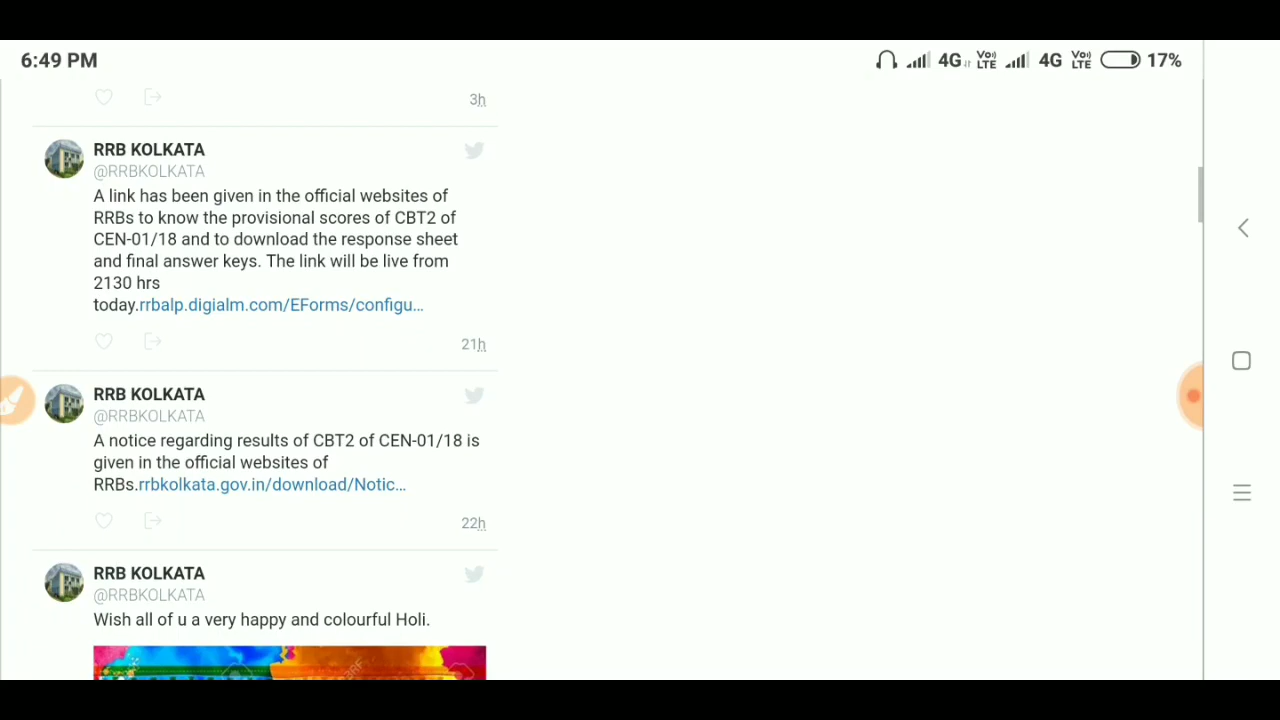 6:49 PM
4G Vo) LTE 4G Vo) LTE 17%
3h
RRB KOLKATA
@RRBKOLKATA
A link has been given in the official websites of
RRBs to know the provisional scores of CBT2 of
CEN-01/18 and to download the response sheet
and final answer keys. The link will be live from
2130 hrs
today.rrbalp.digialm.com/EForms/configu...
21h
RRB KOLKATA
@RRBKOLKATA
A notice regarding results of CBT2 of CEN-01/18 is
given in the official websites of
RRBs.rrbkolkata.gov.in/download/Notic...
22h
RRB KOLKATA
@RRBKOLKATA
Wish all of u a very happy and colourful Holi.